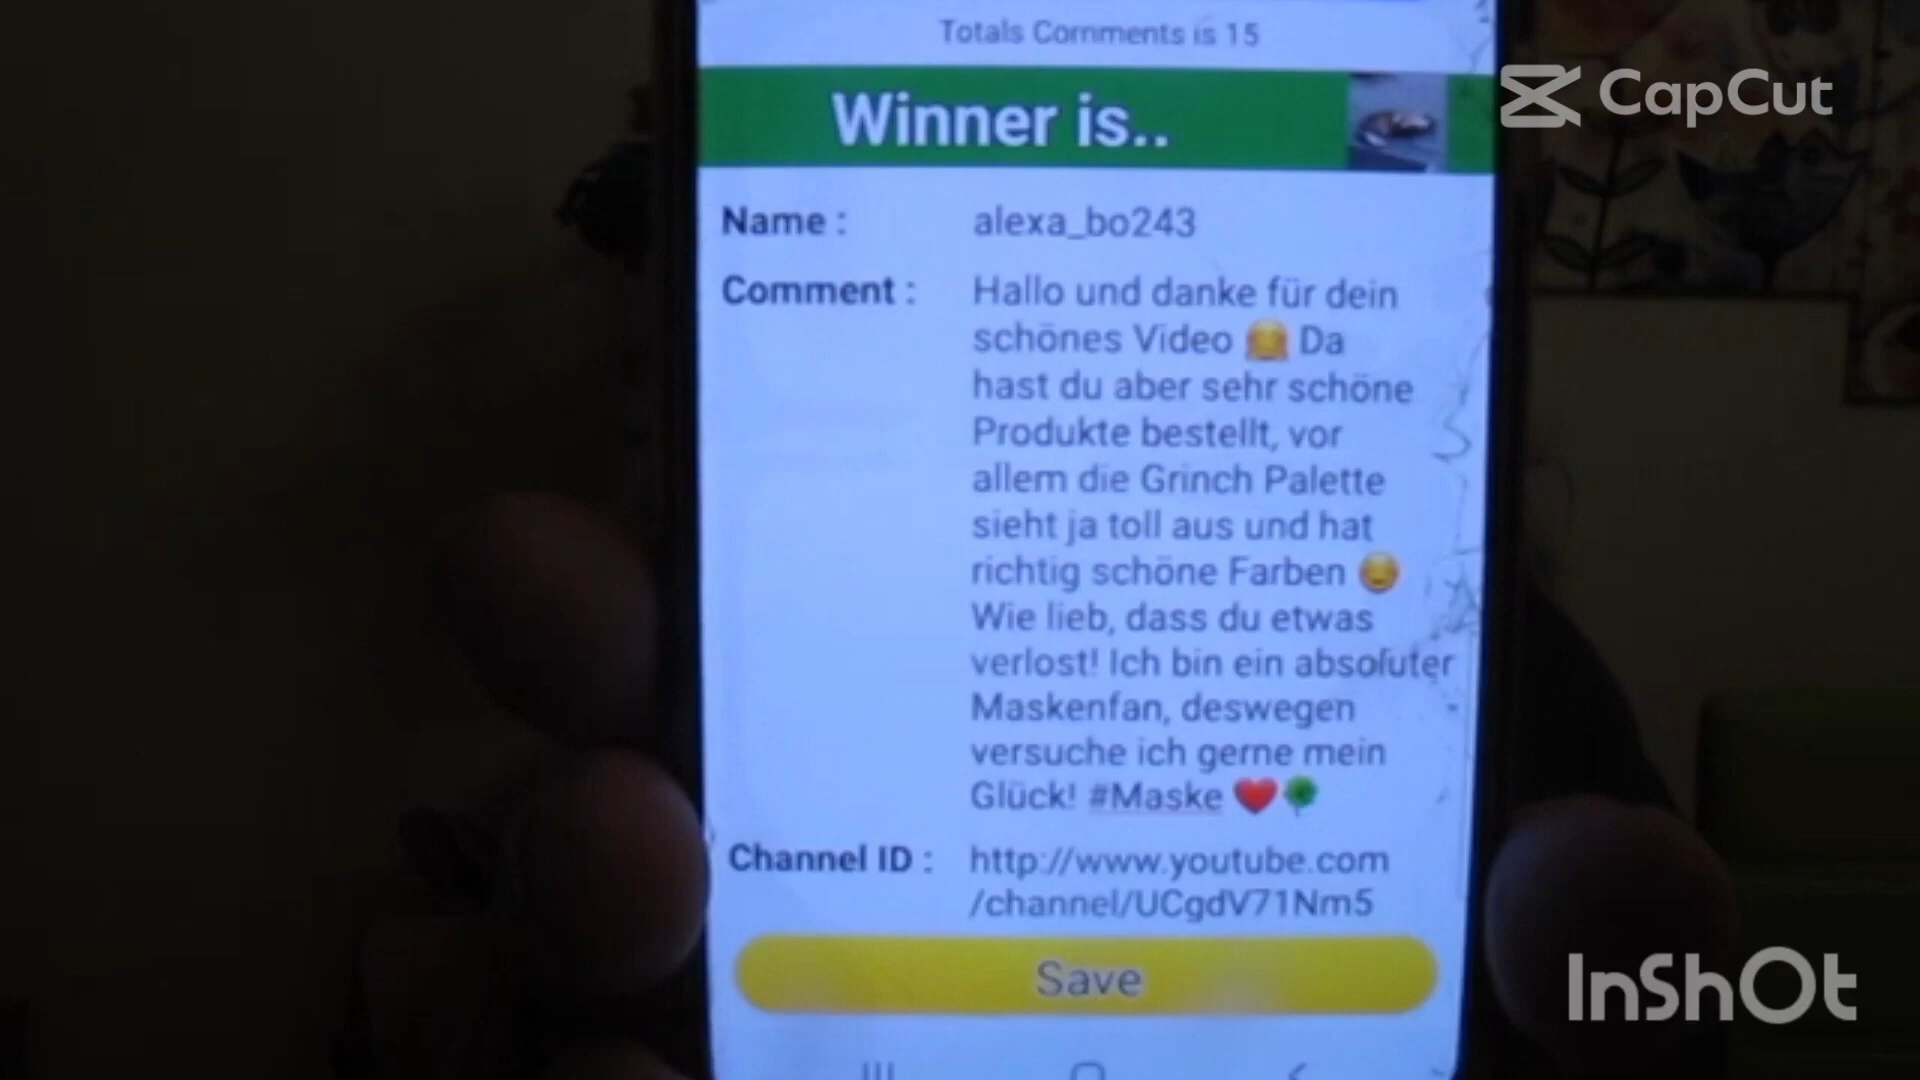 Totals Comments is 15
CapCut
Winner is..
Name : alexa_bo243
Comment : Hallo und danke für dein
schönes Video 🤗 Da
hast du aber sehr schöne
Produkte bestellt, vor
allem die Grinch Palette
sieht ja toll aus und hat
richtig schöne Farben 😊
Wie lieb, dass du etwas
verlost! Ich bin ein absoluter
Maskenfan, deswegen
versuche ich gerne mein
Glück! #Maske ❤️🍀
Channel ID : http://www.youtube.com
/channel/UCgdV71Nm5
Save
InShOt